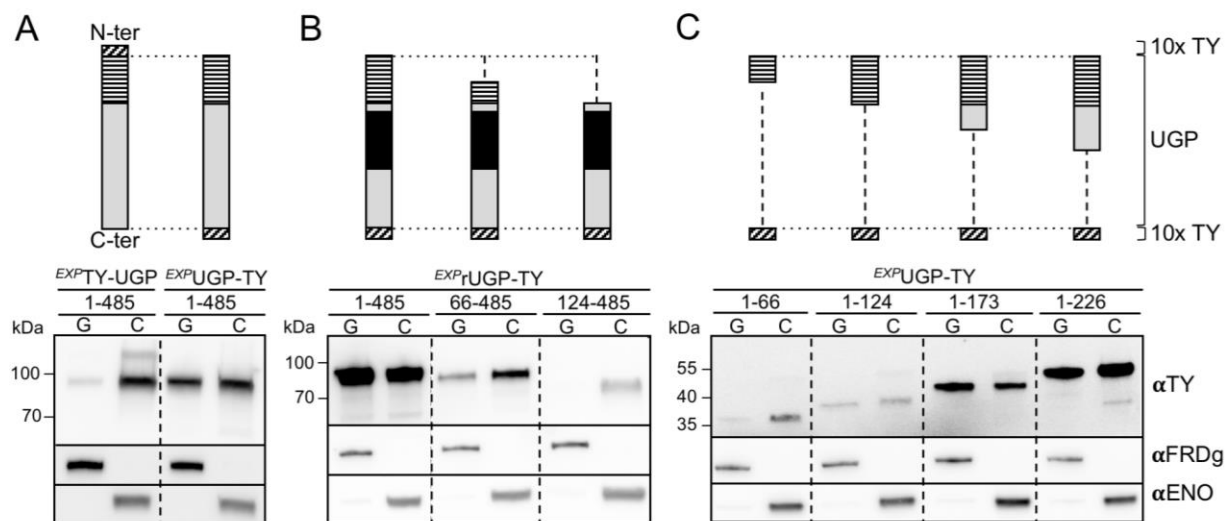 A
B
C
N-ter
C-ter
10x TY
UGP
10x TY
EXPTY-UGP
EXPUGP-TY
1-485
1-485
G C G C
kDa
100
70
EXPrUGP-TY
1-485
66-485
124-485
G C G C G C
kDa
100
70
EXPUGP-TY
1-66
1-124
1-173
1-226
G C G C G C G C
kDa
55
40
35
αTY
αFRDg
αENO